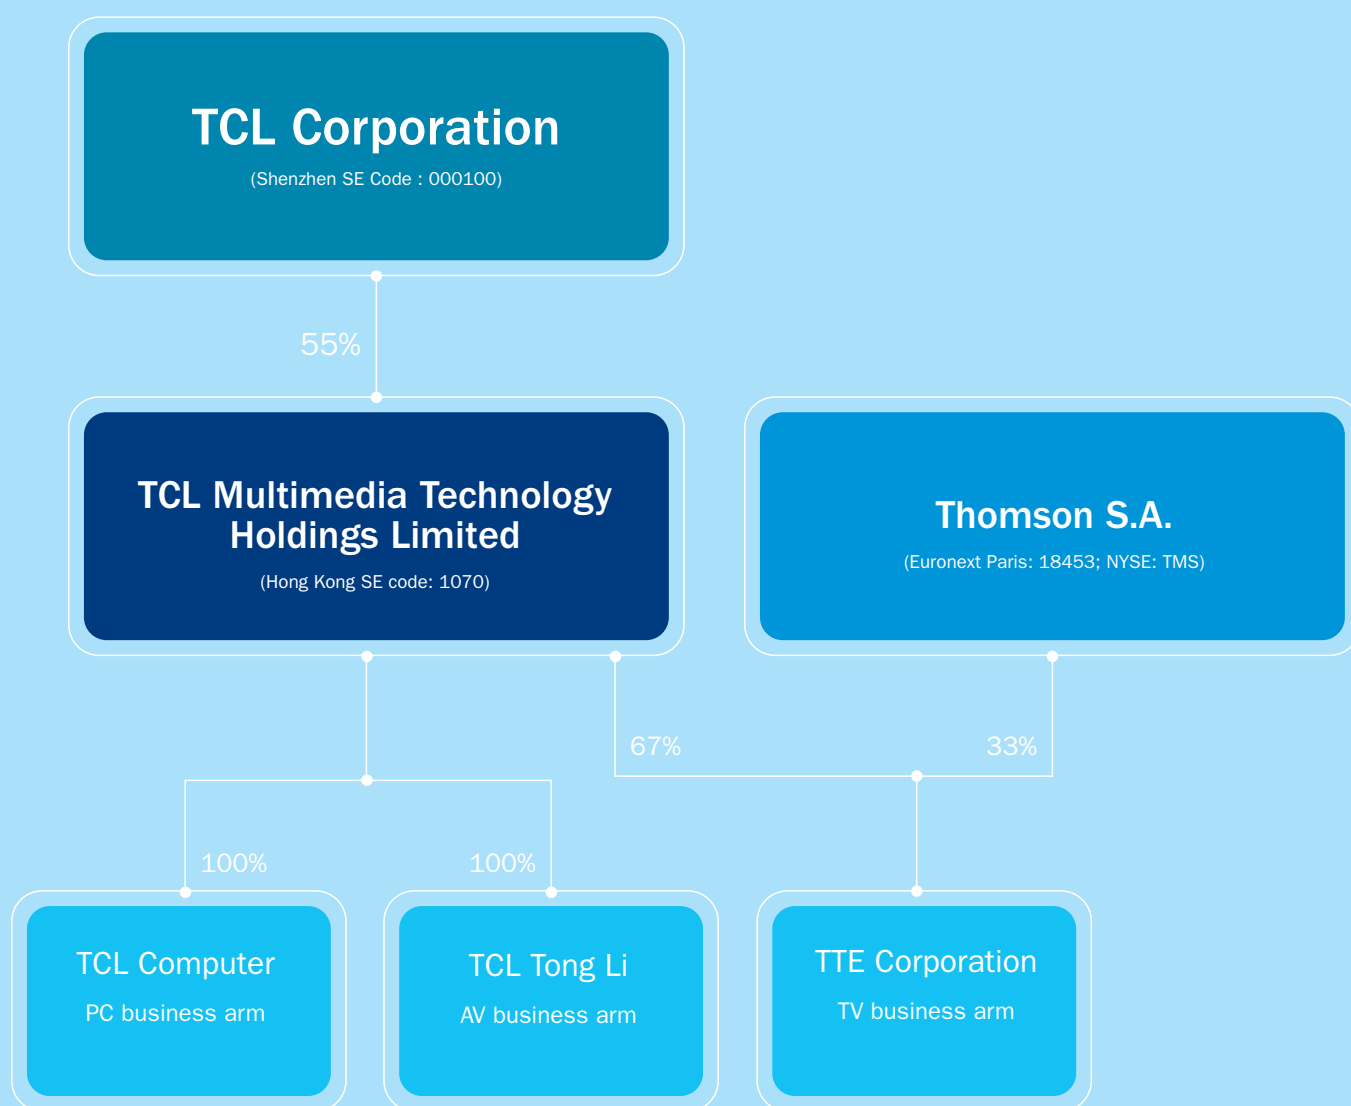 TCL Corporation
(Shenzhen SE Code : 000100)
55%
TCL Multimedia Technology
Holdings Limited
(Hong Kong SE code: 1070)
Thomson S.A.
(Euronext Paris: 18453; NYSE: TMS)
67%
33%
100%
100%
TCL Computer
PC business arm
TCL Tong Li
AV business arm
TTE Corporation
TV business arm